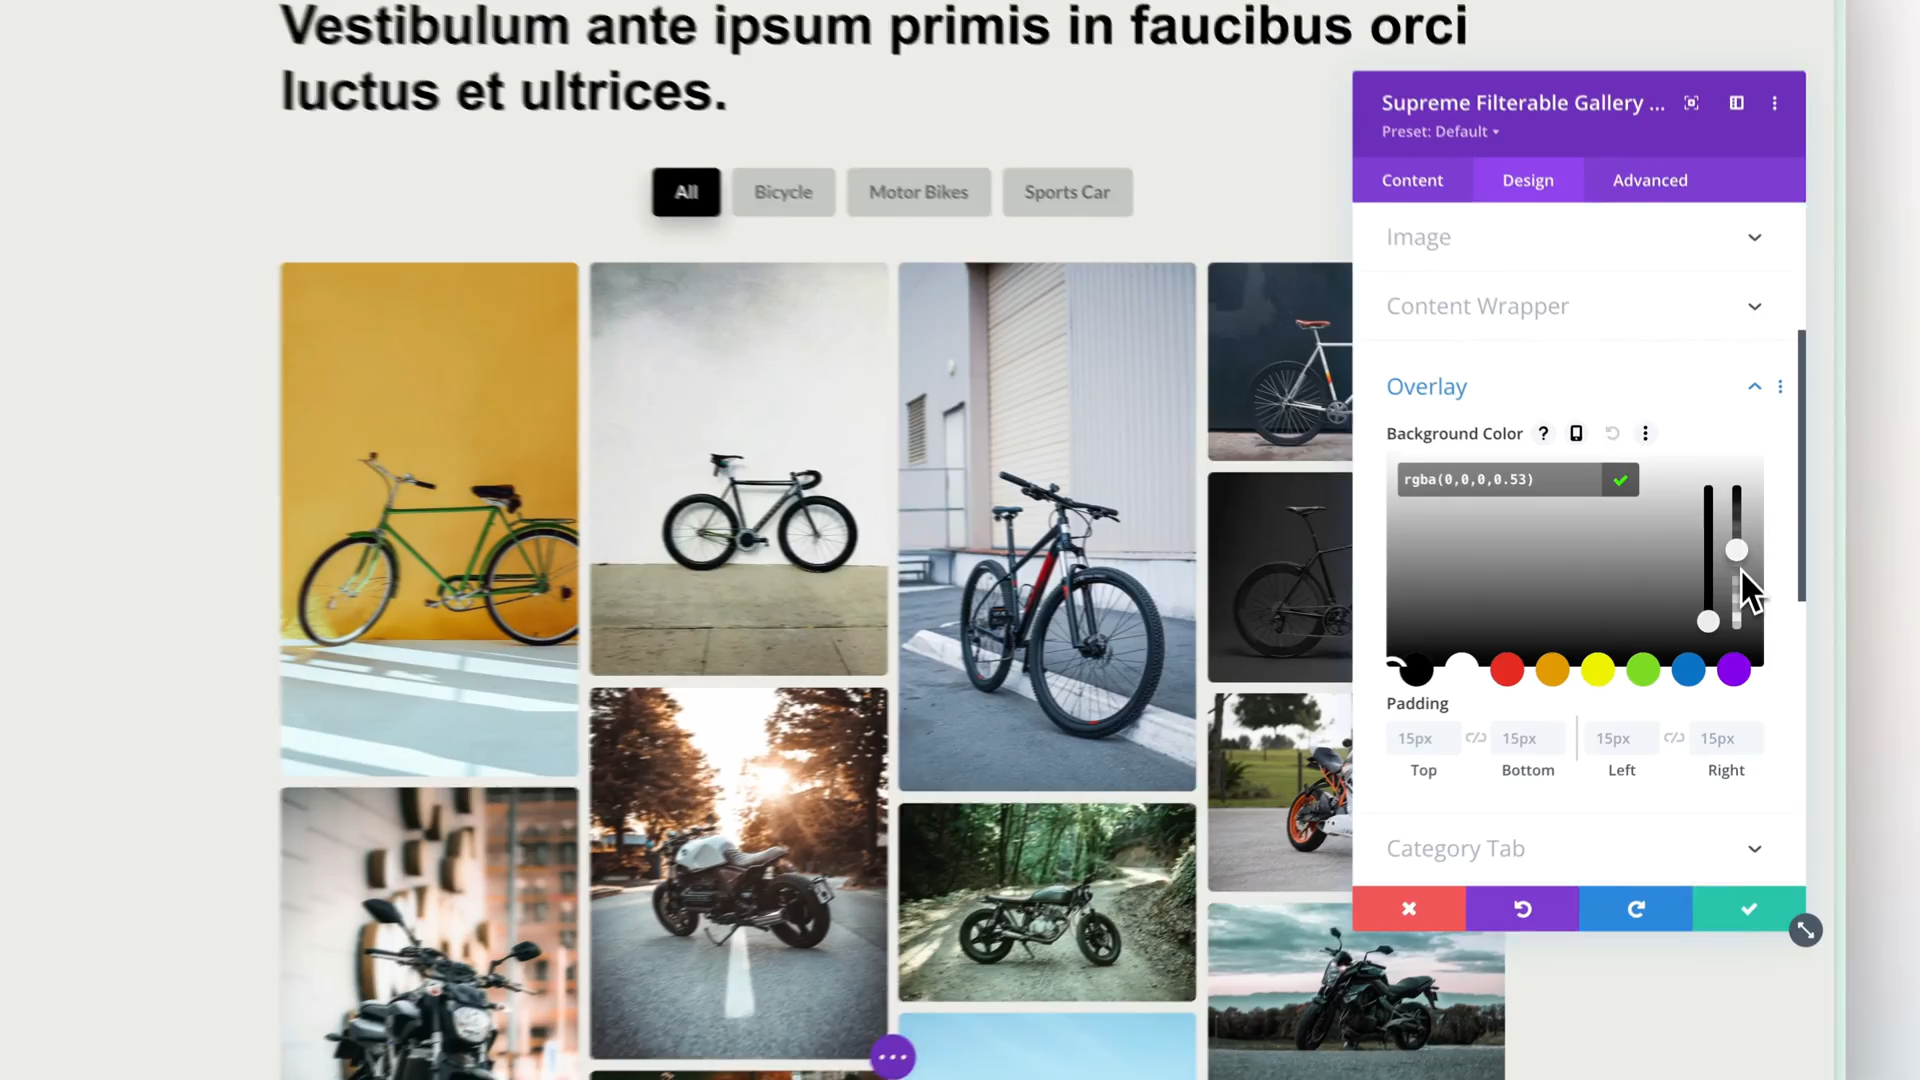 Vestibulum ante ipsum primis in faucibus orci
luctus et ultrices.
All
Bicycle
Motor Bikes
Sports Car
Supreme Filterable Gallery ...
Preset: Default
Content
Design
Advanced
Image
Content Wrapper
Overlay
Background Color
rgba(0,0,0,0.53)
Padding
15px
15px
15px
15px
Top
Bottom
Left
Right
Category Tab